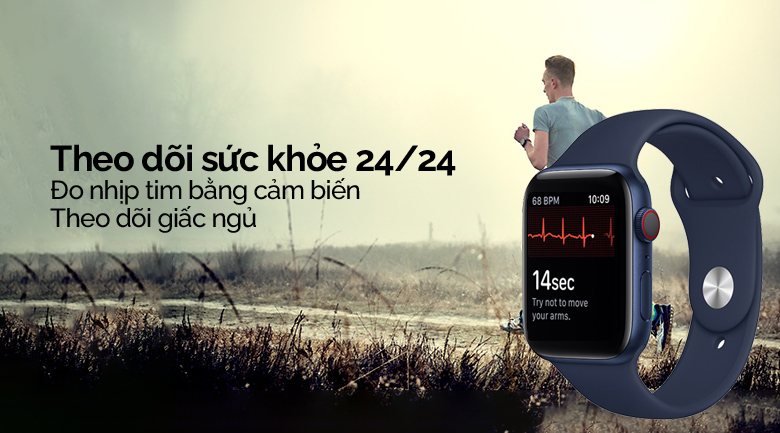 Theo dõi sức khỏe 24/24
Đo nhịp tim bằng cảm biến
Theo dõi giấc ngủ
68 BPM 10:09
14sec
Try not to move
your arms.